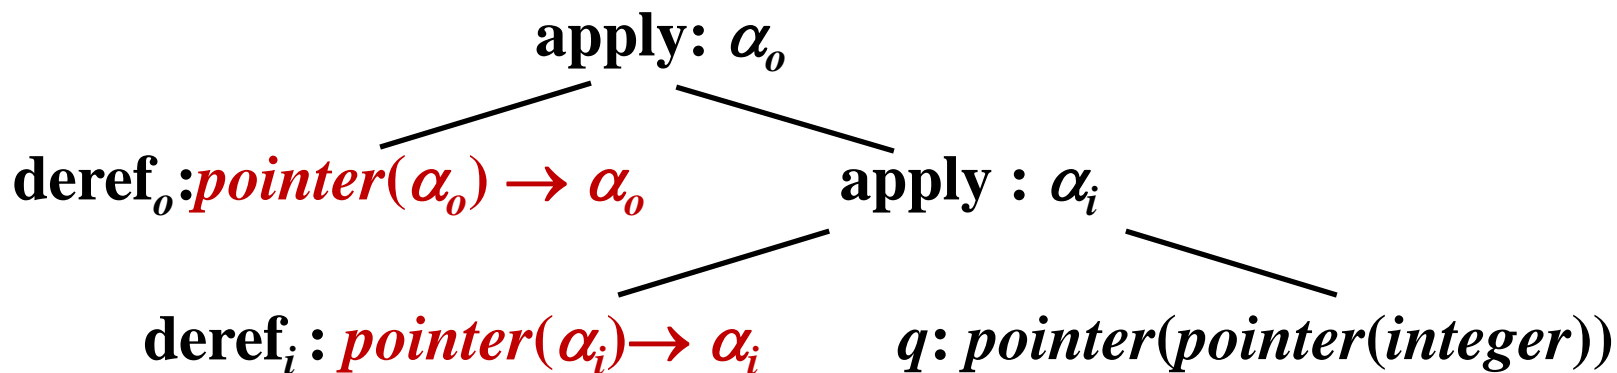 apply: αₒ
derefₒ:pointer(αₒ) → αₒ
apply : αᵢ
derefᵢ : pointer(αᵢ)→ αᵢ
q: pointer(pointer(integer))